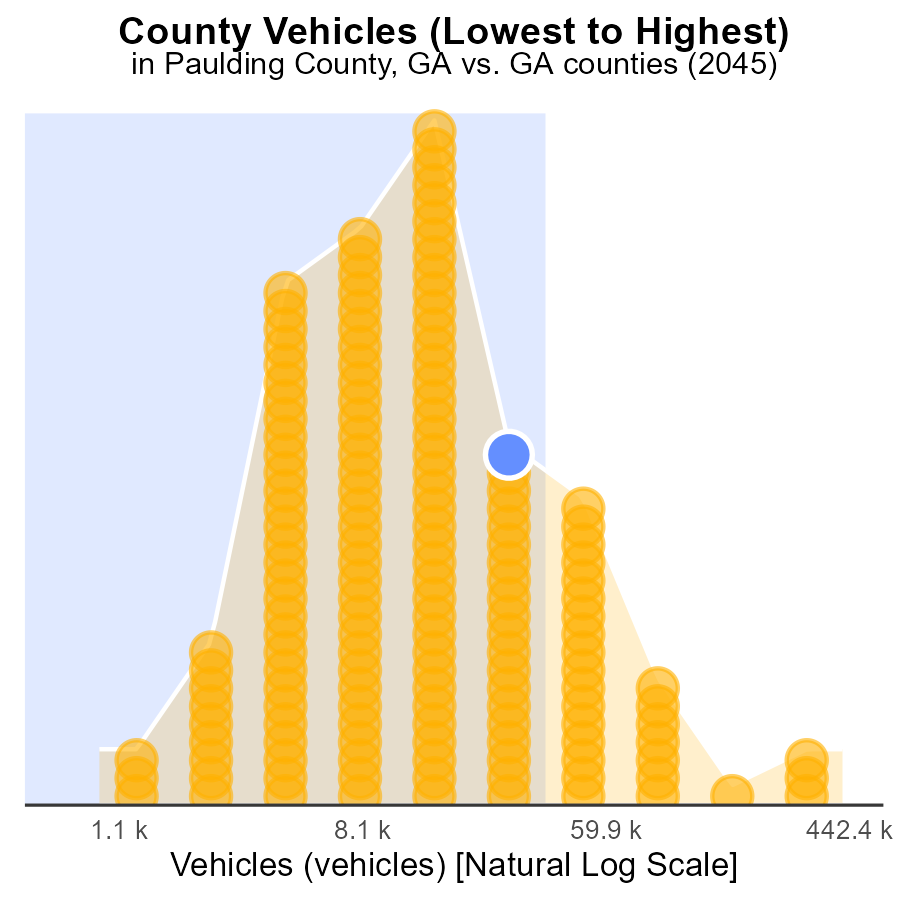 County Vehicles (Lowest to Highest)
in Paulding County, GA vs. GA counties (2045)
1.1 k
8.1 k
59.9 k
442.4 k
Vehicles (vehicles) [Natural Log Scale]